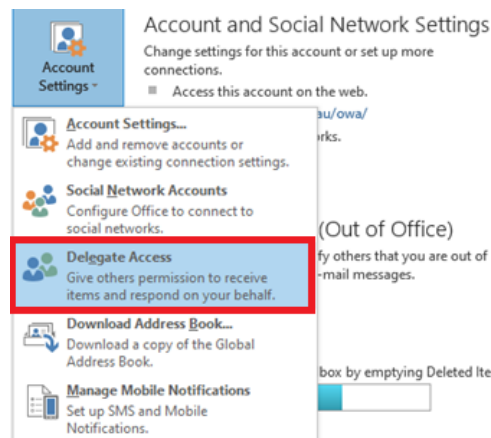 Account and Social Network Settings
Change settings for this account or set up more
connections.
Access this account on the web.
au/owa/
rks.
Account
Settings
Account Settings...
Add and remove accounts or
change existing connection settings.
Social Network Accounts
Configure Office to connect to
social networks.
(Out of Office)
Delegate Access
Give others permission to receive
items and respond on your behalf.
fy others that you are out of
-mail messages.
Download Address Book...
Download a copy of the Global
Address Book.
box by emptying Deleted Ite
Manage Mobile Notifications
Set up SMS and Mobile
Notifications.